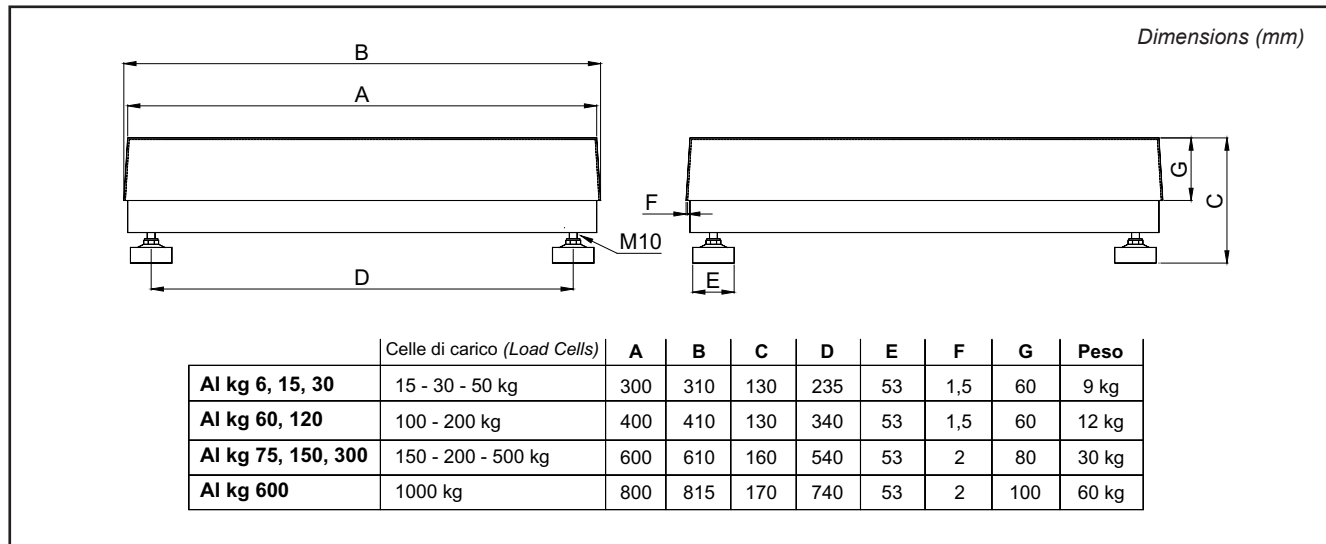 Dimensions (mm)
B
A
F
G
C
M10
D
E
Celle di carico (Load Cells) A B C D E F G Peso
Al kg 6, 15, 30 15 - 30 - 50 kg 300 310 130 235 53 1,5 60 9 kg
Al kg 60, 120 100 - 200 kg 400 410 130 340 53 1,5 60 12 kg
Al kg 75, 150, 300 150 - 200 - 500 kg 600 610 160 540 53 2 80 30 kg
Al kg 600 1000 kg 800 815 170 740 53 2 100 60 kg